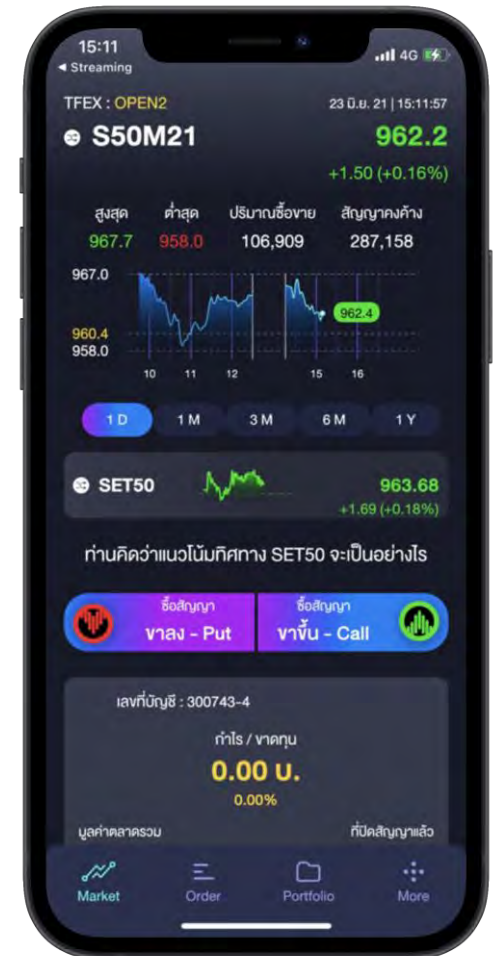 15:11
4G
◄ Streaming
TFEX : OPEN2
23 มิ.ย. 21 | 15:11:57
S50M21
962.2
+1.50 (+0.16%)
สูงสุด ต่ำสุด ปริมาณซื้อขาย สัญญาคงค้าง
967.7 958.0 106,909 287,158
967.0
962.4
960.4
958.0
10 11 12 15 16
1 D 1 M 3 M 6 M 1 Y
SET50
963.68
+1.69 (+0.18%)
ท่านคิดว่าแนวโน้มทิศทาง SET50 จะเป็นอย่างไร
ซื้อสัญญา ซื้อสัญญา
ขาลง - Put ขาขึ้น - Call
เลขที่บัญชี : 300743-4
กำไร / ขาดทุน
0.00 บ.
0.00%
มูลค่าตลาดรวม ที่ปิดสัญญาแล้ว
Market Order Portfolio More